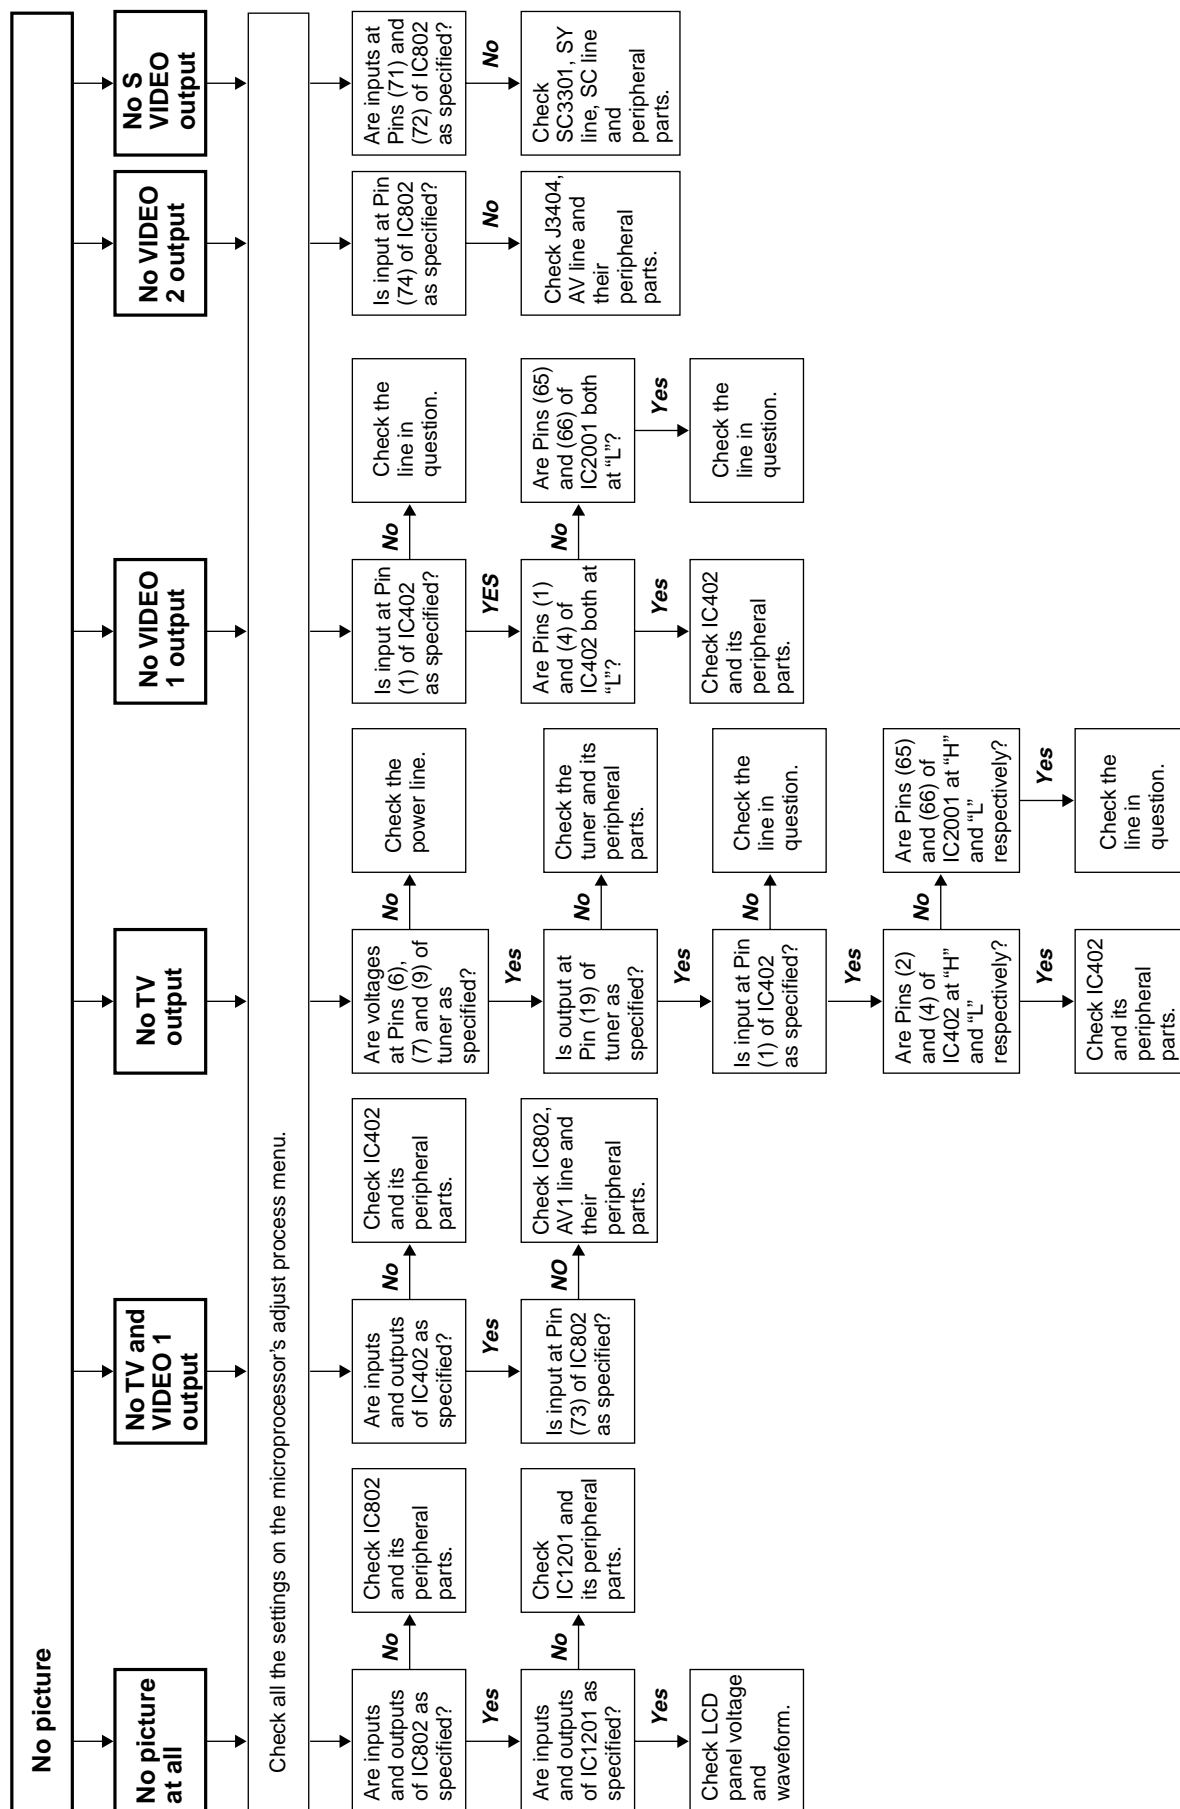 No picture
No picture
at all
No TV and
VIDEO 1
output
No TV
output
No VIDEO
1 output
No VIDEO
2 output
No S
VIDEO
output
Check all the settings on the microprocessor's adjust process menu.
Are inputs
and outputs
of IC802 as
specified?
No
Check IC802
and its
peripheral
parts.
Yes
Are inputs
and outputs
of IC1201 as
specified?
No
Check
IC1201 and
its peripheral
parts.
Yes
Check LCD
panel voltage
and
waveform.
Are inputs
and outputs
of IC402 as
specified?
No
Check IC402
and its
peripheral
parts.
Yes
Is input at Pin
(73) of IC802
as specified?
NO
Check IC802,
AV1 line and
their
peripheral
parts.
Are voltages
at Pins (6),
(7) and (9) of
tuner as
specified?
No
Check the
power line.
Yes
Is output at
Pin (19) of
tuner as
specified?
No
Check the
tuner and its
peripheral
parts.
Yes
Is input at Pin
(1) of IC402
as specified?
No
Check the
line in
question.
Yes
Are Pins (2)
and (4) of
IC402 at “H”
and “L”
respectively?
No
Are Pins (65)
and (66) of
IC2001 at “H”
and “L”
respectively?
Yes
Check IC402
and its
peripheral
parts.
Yes
Check the
line in
question.
Is input at Pin
(1) of IC402
as specified?
No
Check the
line in
question.
YES
Are Pins (1)
and (4) of
IC402 both at
“L”?
No
Are Pins (65)
and (66) of
IC2001 both
at “L”?
Yes
Check IC402
and its
peripheral
parts.
Yes
Check the
line in
question.
Is input at Pin
(74) of IC802
as specified?
No
Check J3404,
AV line and
their
peripheral
parts.
Are inputs at
Pins (71) and
(72) of IC802
as specified?
No
Check
SC3301, SY
line, SC line
and
peripheral
parts.